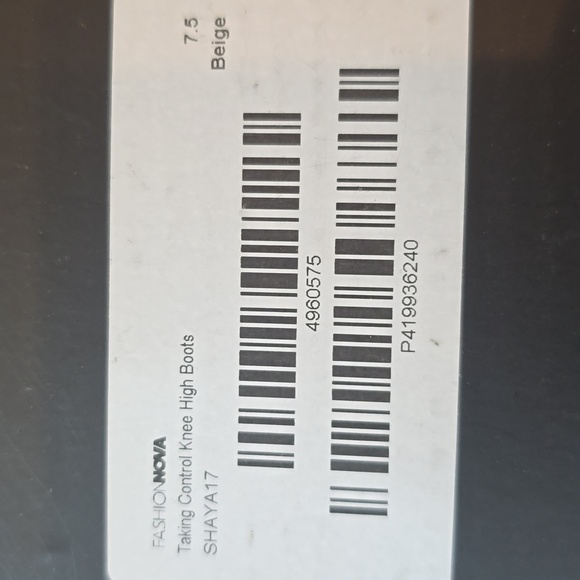 FASHIONNOVA
Taking Control Knee High Boots 7.5
SHAYA17 Beige
4960575
P419936240